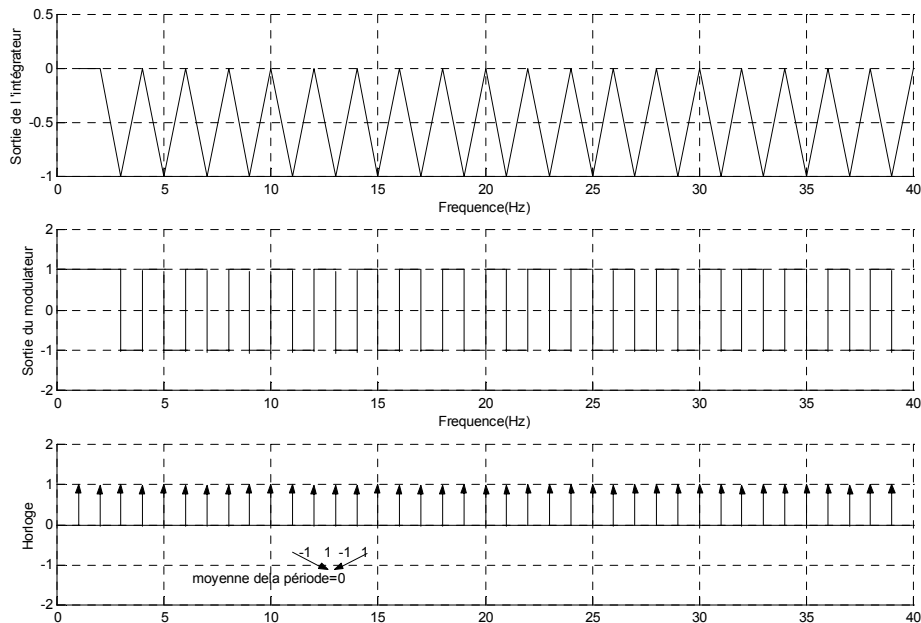 0.5
0
-0.5
-1
Sortie de l 'intégrateur
0 5 10 15 20 25 30 35 40
Frequence(Hz)
2
1
0
-1
-2
Sortie du modulateur
0 5 10 15 20 25 30 35 40
Frequence(Hz)
2
1
0
-1
-2
Horloge
-1 1 -1 1
moyenne dela période=0
0 5 10 15 20 25 30 35 40